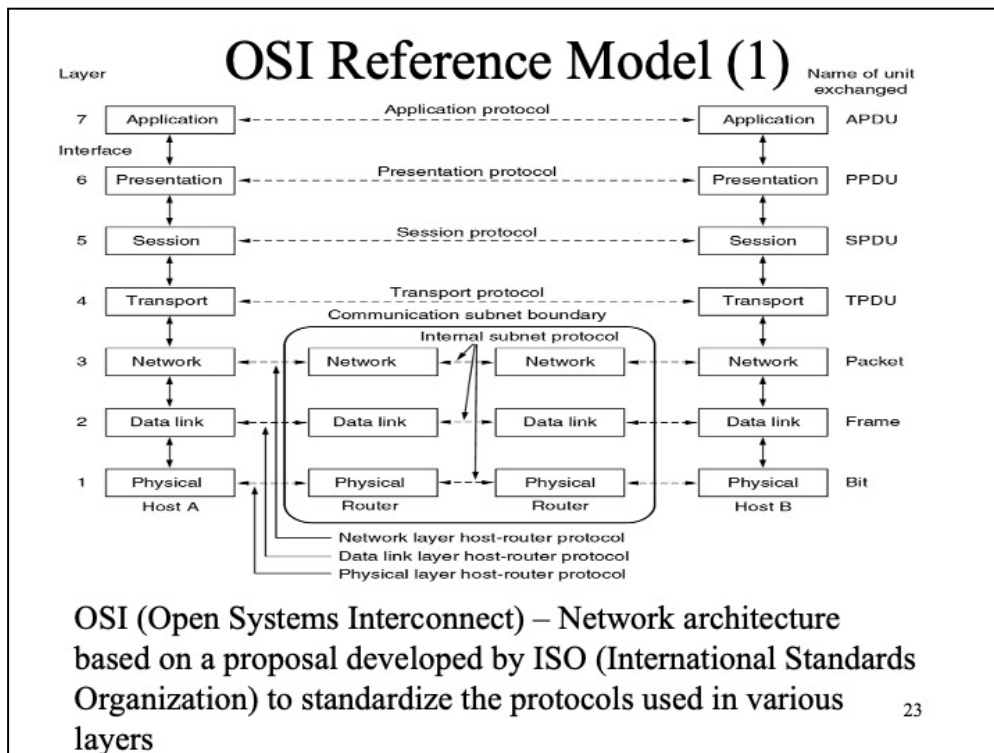 OSI Reference Model (1)
Layer
Name of unit
exchanged
Application protocol
7 Application Application APDU
Interface
Presentation protocol
6 Presentation Presentation PPDU
Session protocol
5 Session Session SPDU
Transport protocol
4 Transport Transport TPDU
Communication subnet boundary
Internal subnet protocol
3 Network Network Network Network Packet
2 Data link Data link Data link Data link Frame
1 Physical Physical Physical Physical Bit
Host A Router Router Host B
Network layer host-router protocol
Data link layer host-router protocol
Physical layer host-router protocol
OSI (Open Systems Interconnect) – Network architecture
based on a proposal developed by ISO (International Standards
Organization) to standardize the protocols used in various
layers
23